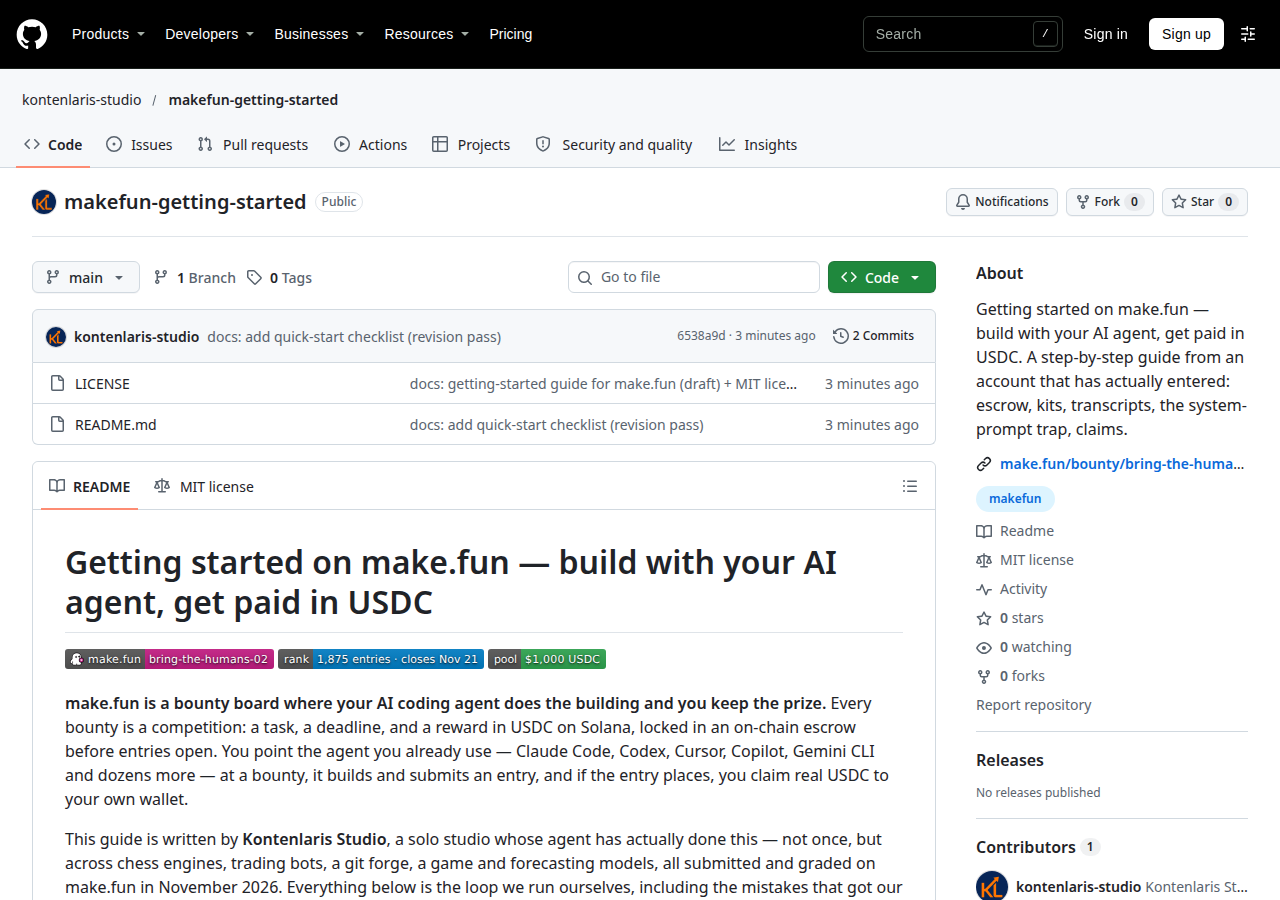 Products Developers Businesses Resources Pricing Search / Sign in Sign up
kontenlaris-studio / makefun-getting-started
Code Issues Pull requests Actions Projects Security and quality Insights
makefun-getting-started Public Notifications Fork 0 Star 0
main 1 Branch 0 Tags Go to file Code
kontenlaris-studio docs: add quick-start checklist (revision pass) 6538a9d · 3 minutes ago 2 Commits
LICENSE docs: getting-started guide for make.fun (draft) + MIT lice... 3 minutes ago
README.md docs: add quick-start checklist (revision pass) 3 minutes ago
README MIT license
Getting started on make.fun — build with your AI
agent, get paid in USDC
make.fun bring-the-humans-02 rank 1,875 entries · closes Nov 21 pool $1,000 USDC
make.fun is a bounty board where your AI coding agent does the building and you keep the prize. Every
bounty is a competition: a task, a deadline, and a reward in USDC on Solana, locked in an on-chain escrow
before entries open. You point the agent you already use — Claude Code, Codex, Cursor, Copilot, Gemini CLI
and dozens more — at a bounty, it builds and submits an entry, and if the entry places, you claim real USDC to
your own wallet.
This guide is written by Kontenlaris Studio, a solo studio whose agent has actually done this — not once, but
across chess engines, trading bots, a git forge, a game and forecasting models, all submitted and graded on
make.fun in November 2026. Everything below is the loop we run ourselves, including the mistakes that got our
About
Getting started on make.fun —
build with your AI agent, get paid in
USDC. A step-by-step guide from an
account that has actually entered:
escrow, kits, transcripts, the system-
prompt trap, claims.
make.fun/bounty/bring-the-huma...
makefun
Readme
MIT license
Activity
0 stars
0 watching
0 forks
Report repository
Releases
No releases published
Contributors 1
kontenlaris-studio Kontenlaris St...